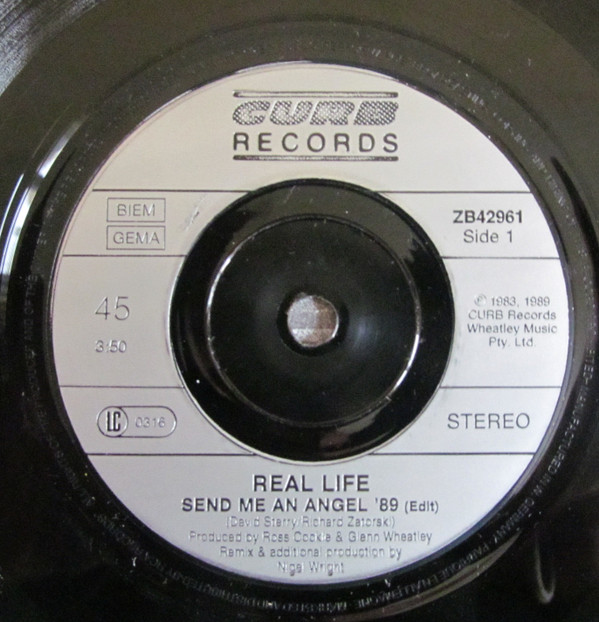 CURB
RECORDS
BIEM
GEMA
ZB42961
Side 1
45
3:50
℗ 1983, 1989
CURB Records
Wheatley Music
Pty. Ltd.
LC 0316
STEREO
REAL LIFE
SEND ME AN ANGEL '89 (Edit)
(David Sterry/Richard Zatorski)
Produced by Ross Cockle & Glenn Wheatley
Remix & additional production by
Nigel Wright